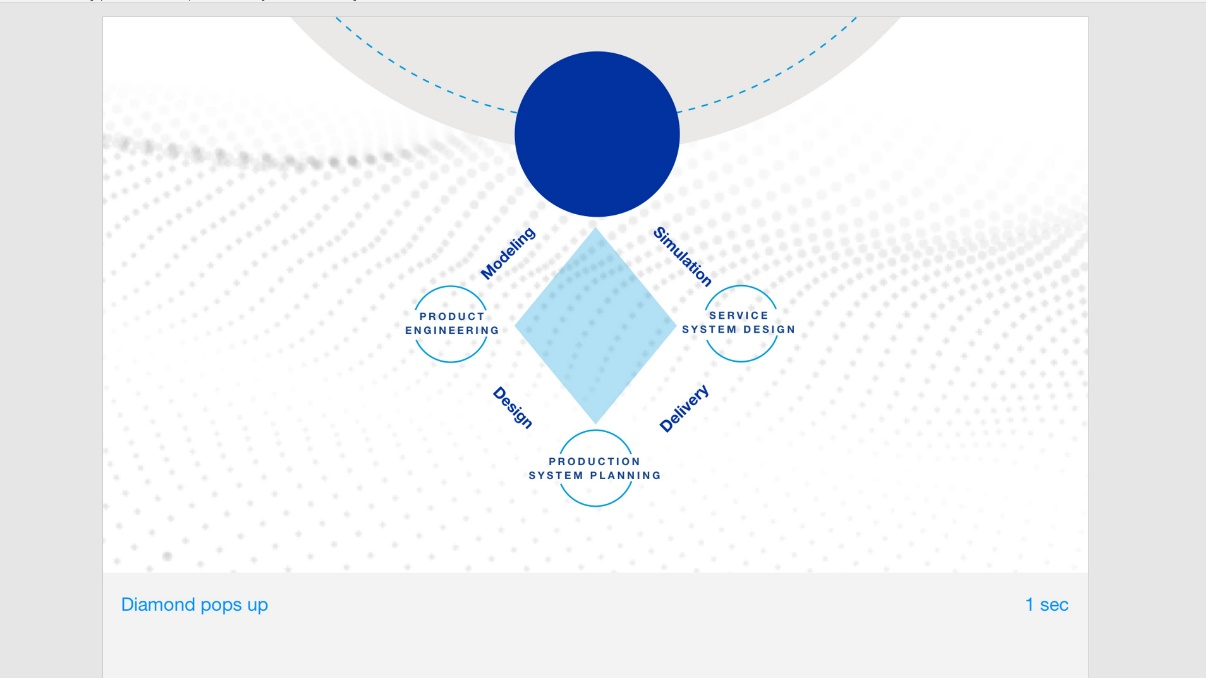 Modeling
Simulation
PRODUCT
ENGINEERING
SERVICE
SYSTEM DESIGN
Design
Delivery
PRODUCTION
SYSTEM PLANNING
Diamond pops up
1 sec